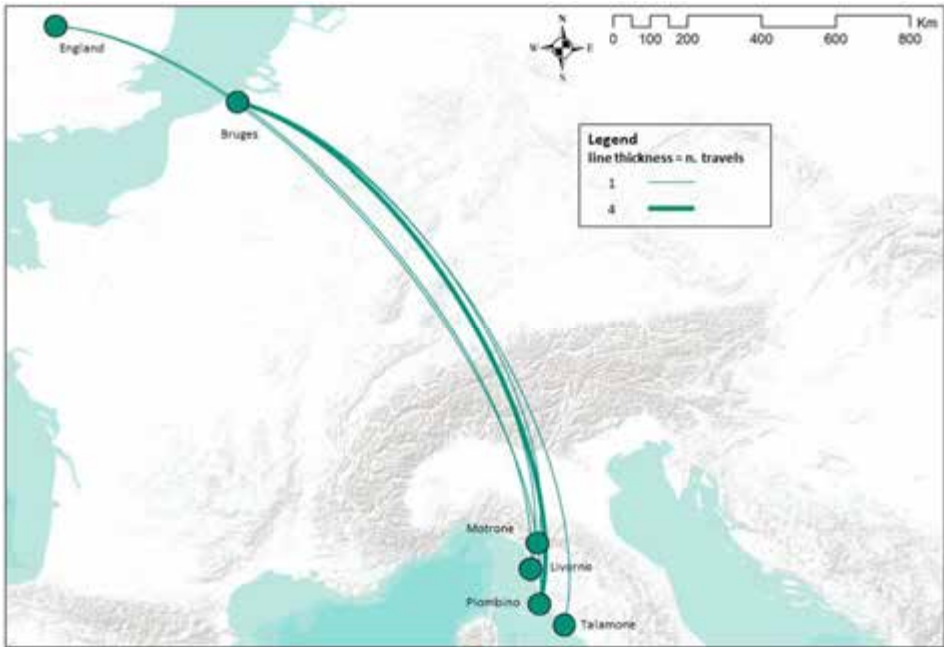 England
Bruges
N
W E
S
Km
0 100 200 400 600 800
Legend
line thickness = n. travels
1
4
Motrone
Livorno
Piombino
Talamone